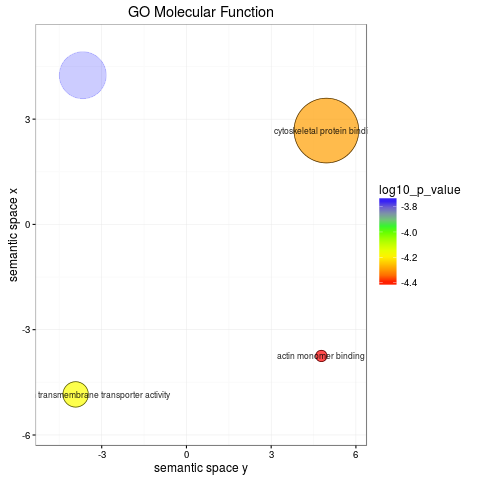 GO Molecular Function
semantic space x
3
0
-3
-6
cytoskeletal protein bindi
actin monomer binding
transmembrane transporter activity
-3
0
3
6
semantic space y
log10_p_value
-3.8
-4.0
-4.2
-4.4